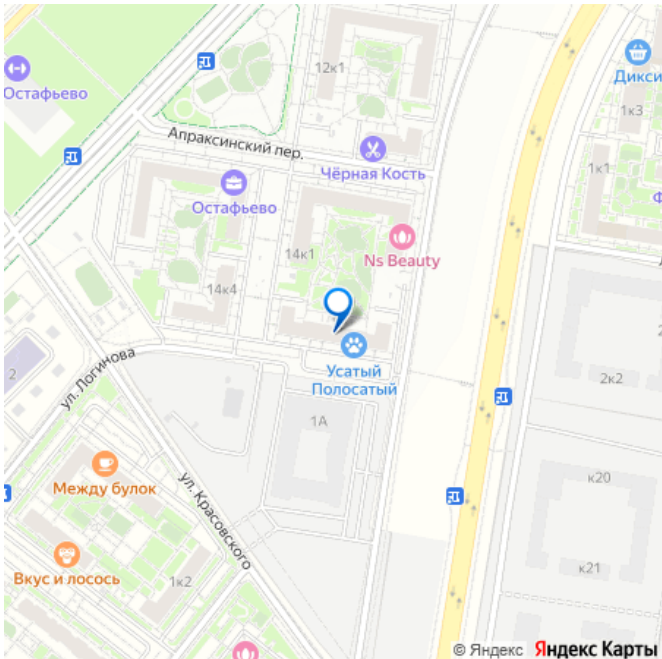 12к1
Дикси
Остафьево
1к3
Апраксинский пер.
Чёрная Кость
1к1
Остафьево
Ф
14к1
Ns Beauty
14к4
Усатый
Полосатый
ул. Логинова
2
2к2
1А
Между булок
ул. Красовского
к20
Вкус и лосось
1к2
к21
© Яндекс Яндекс Карты